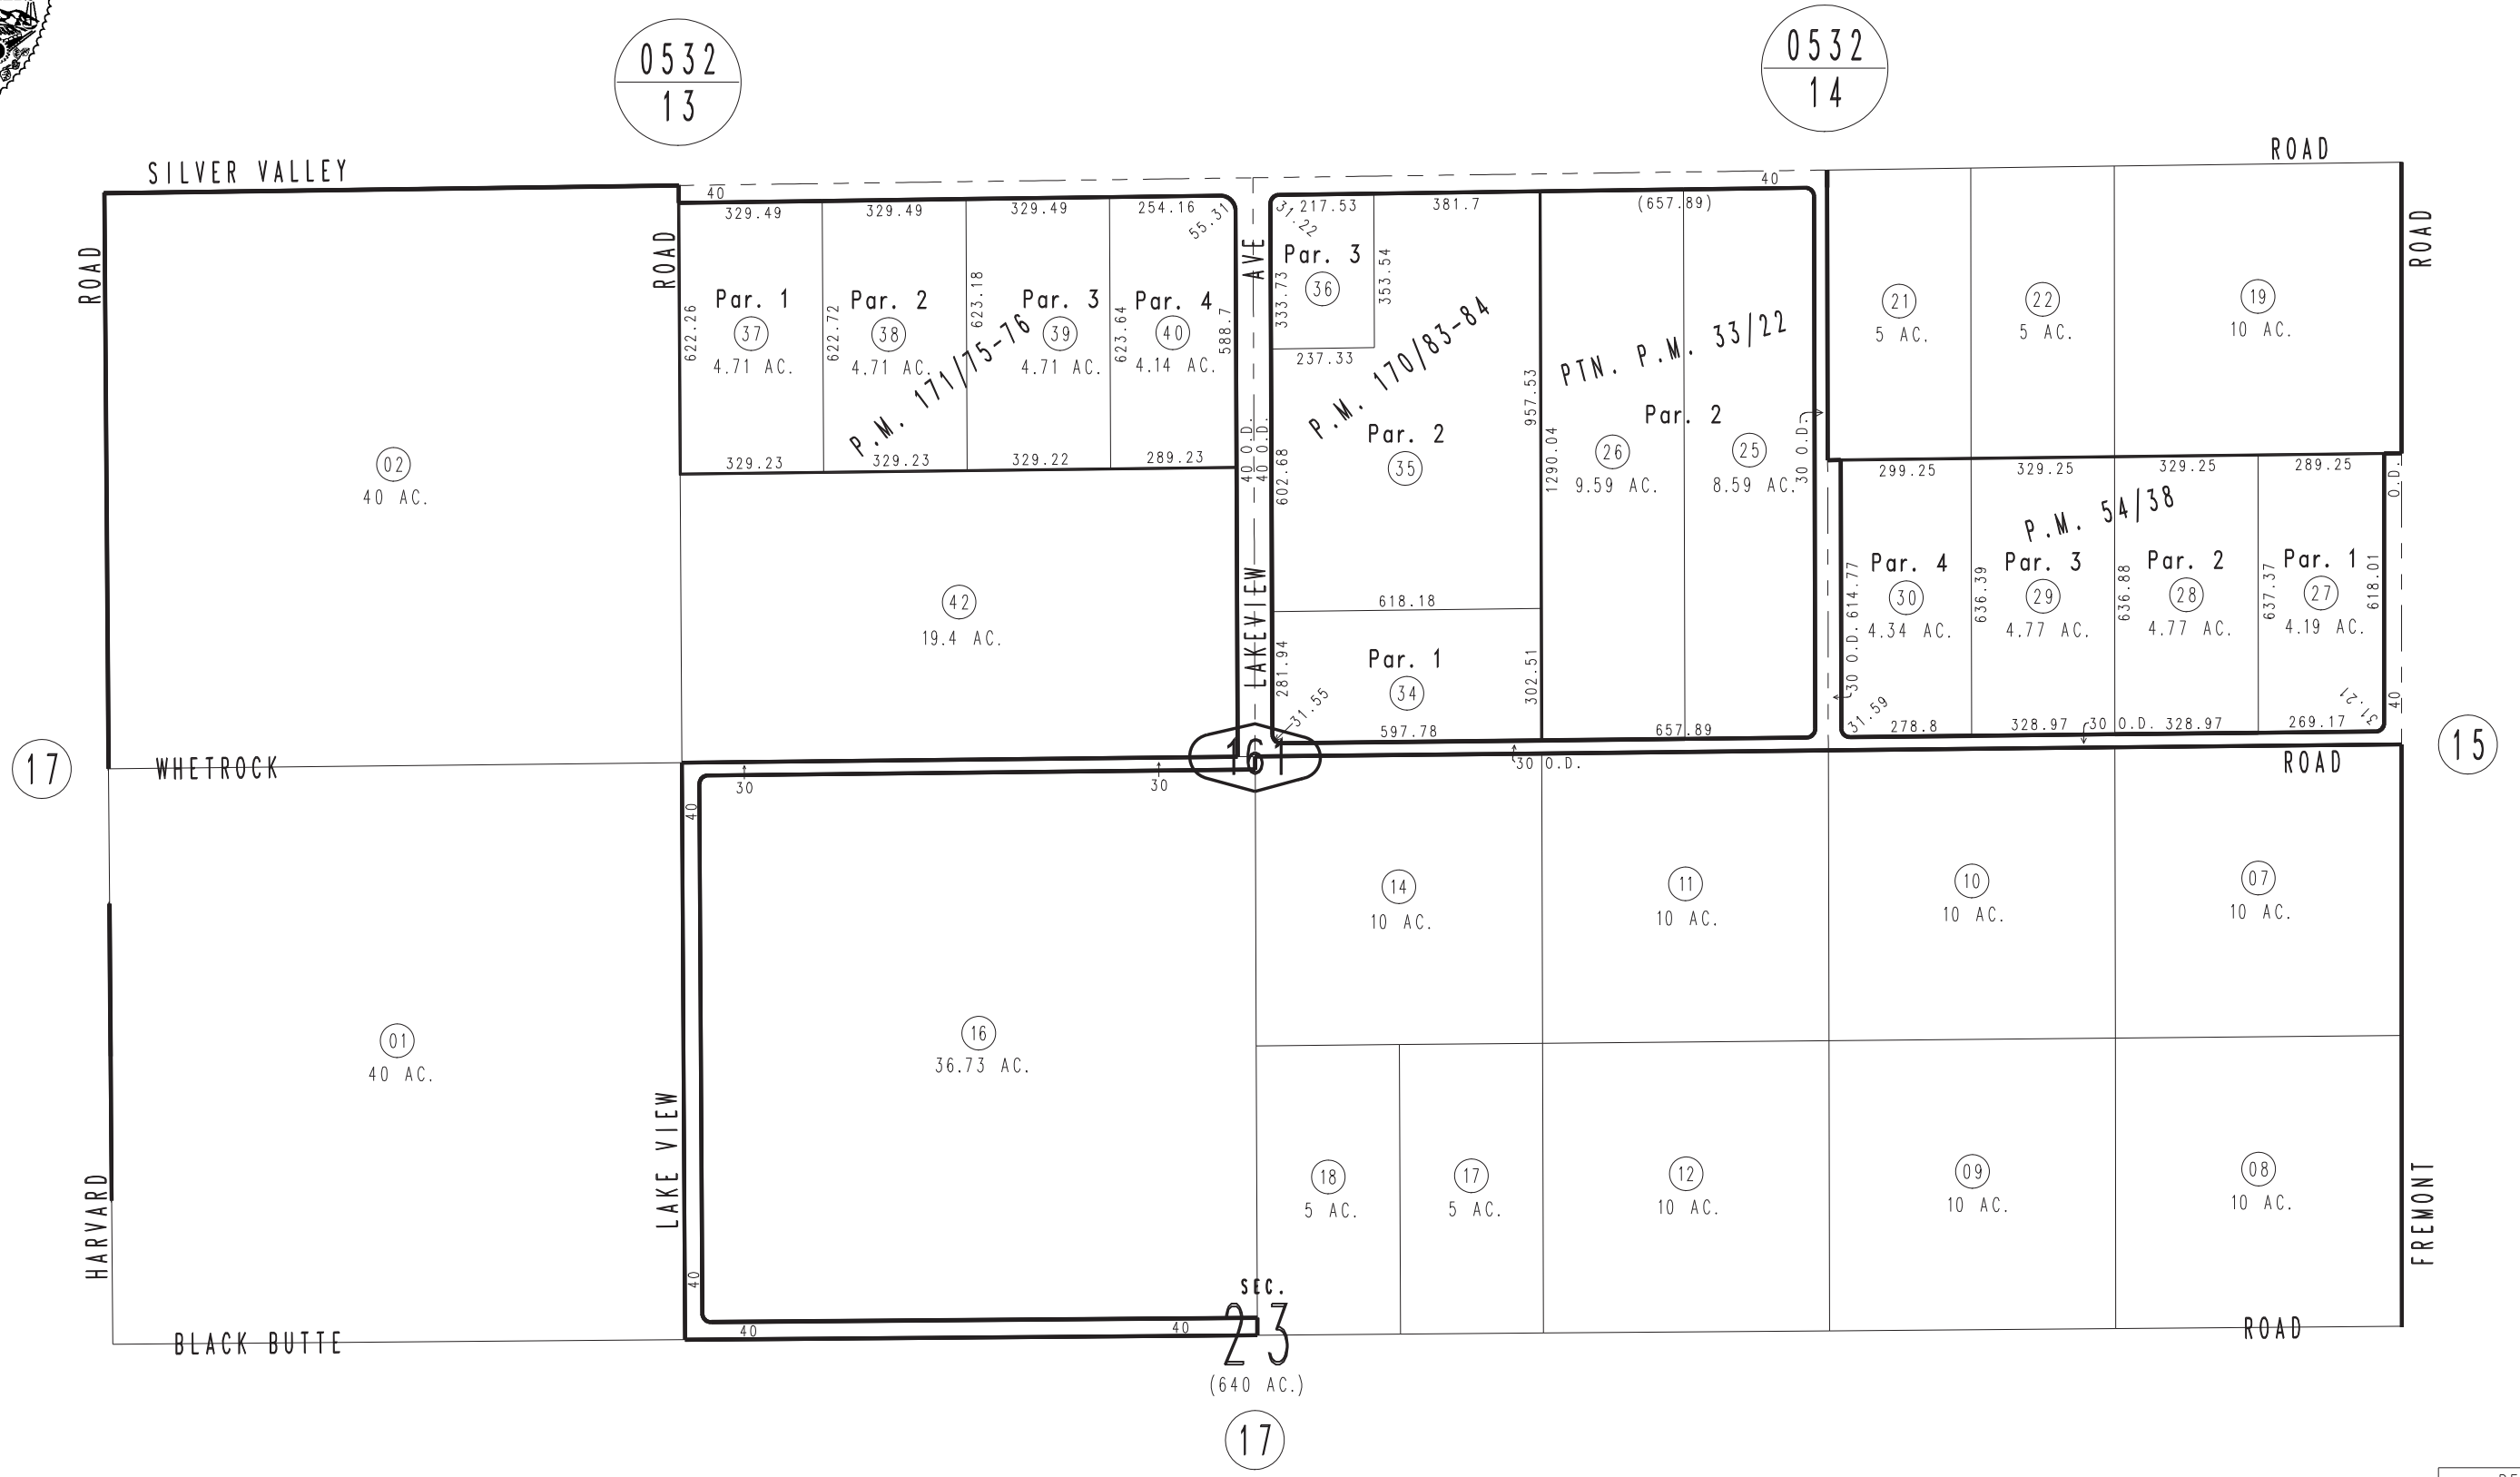 0532
13
0532
14
SILVER VALLEY
ROAD
ROAD
ROAD
AVE
ROAD
40
329.49
329.49
329.49
254.16
55.31
31.22
217.53
381.7
(657.89)
40
622.26
Par. 1
37
4.71 AC.
622.72
Par. 2
38
4.71 AC.
623.18
Par. 3
39
4.71 AC.
623.64
Par. 4
40
4.14 AC.
588.7
P.M. 171/75-76
329.23
329.23
329.22
289.23
40 O.D.
40 O.D.
333.73
Par. 3
36
353.54
237.33
P.M. 170/83-84
Par. 2
35
602.68
957.53
1290.04
618.18
PTN. P.M. 33/22
Par. 2
26
9.59 AC.
25
8.59 AC.
30 O.D.
21
5 AC.
22
5 AC.
19
10 AC.
299.25
329.25
329.25
289.25
O.D.
P.M. 54/38
30 O.D.
614.77
Par. 4
30
4.34 AC.
636.39
Par. 3
29
4.77 AC.
636.88
Par. 2
28
4.77 AC.
637.37
Par. 1
27
4.19 AC.
618.01
40
31.59
31.21
278.8
328.97
30 O.D.
328.97
269.17
02
40 AC.
42
19.4 AC.
LAKEVIEW
281.94
Par. 1
34
302.51
31.55
597.78
657.89
17
WHETROCK
161
30 O.D.
ROAD
15
30
30
40
01
40 AC.
16
36.73 AC.
14
10 AC.
11
10 AC.
10
10 AC.
07
10 AC.
18
5 AC.
17
5 AC.
12
10 AC.
09
10 AC.
08
10 AC.
HARVARD
LAKE VIEW
FREMONT
40
40
40
SEC.
23
(640 AC.)
BLACK BUTTE
ROAD
17